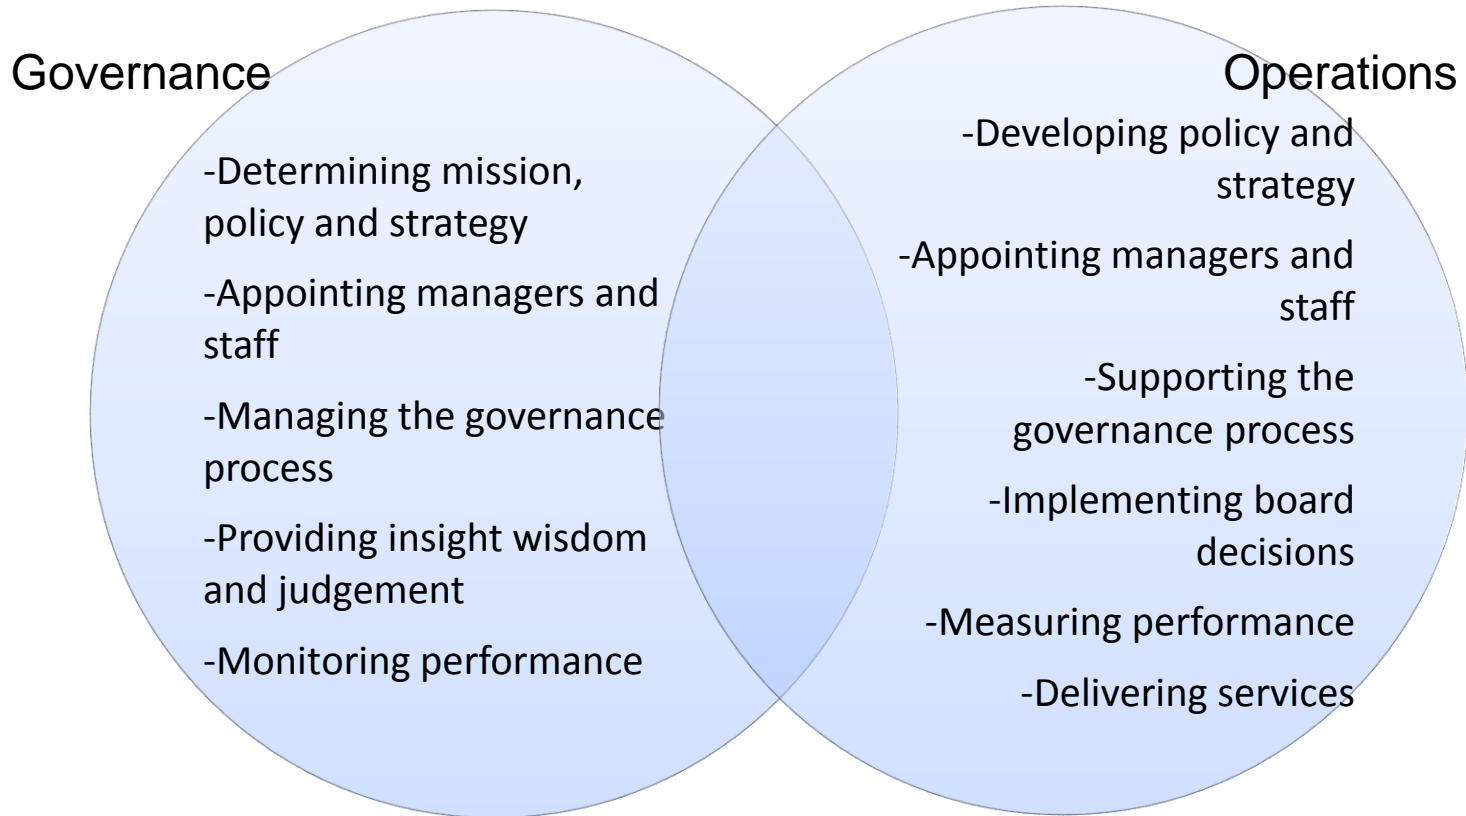 Governance
-Determining mission,
policy and strategy
-Appointing managers and
staff
-Managing the governance
process
-Providing insight wisdom
and judgement
-Monitoring performance
Operations
-Developing policy and
strategy
-Appointing managers and
staff
-Supporting the
governance process
-Implementing board
decisions
-Measuring performance
-Delivering services